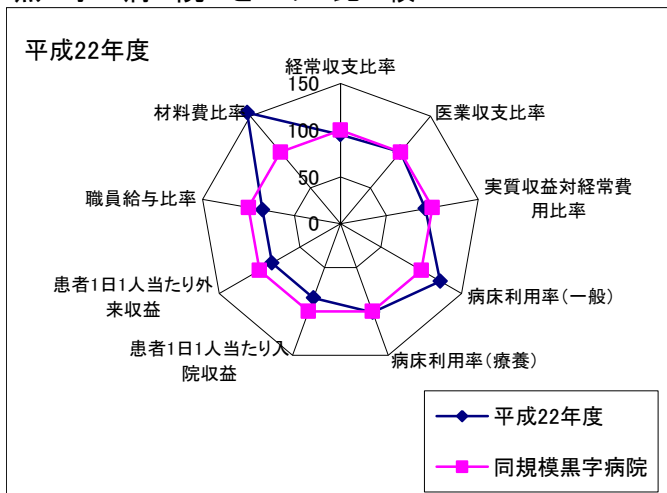 平成22年度
経常収支比率
150
材料費比率
医業収支比率
100
職員給与比率
50
実質収益対経常費
用比率
0
患者1日1人当たり外
来収益
病床利用率(一般)
患者1日1人当たり入
院収益
病床利用率(療養)
平成22年度
同規模黒字病院